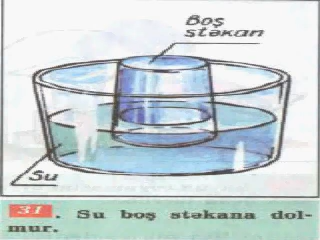 Boş
stəkan
Su
31. Su boş stəkana dol-
mur.